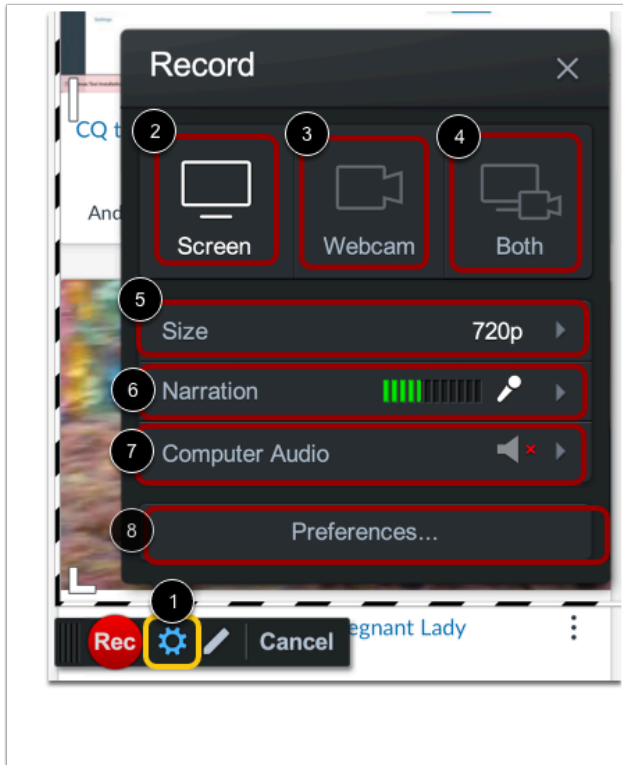 Settings
Record
CQ t
2
3
4
And
Screen
Webcam
Both
5
Size
720p
6
Narration
7
Computer Audio
8
Preferences...
1
egnant Lady
Rec
Cancel